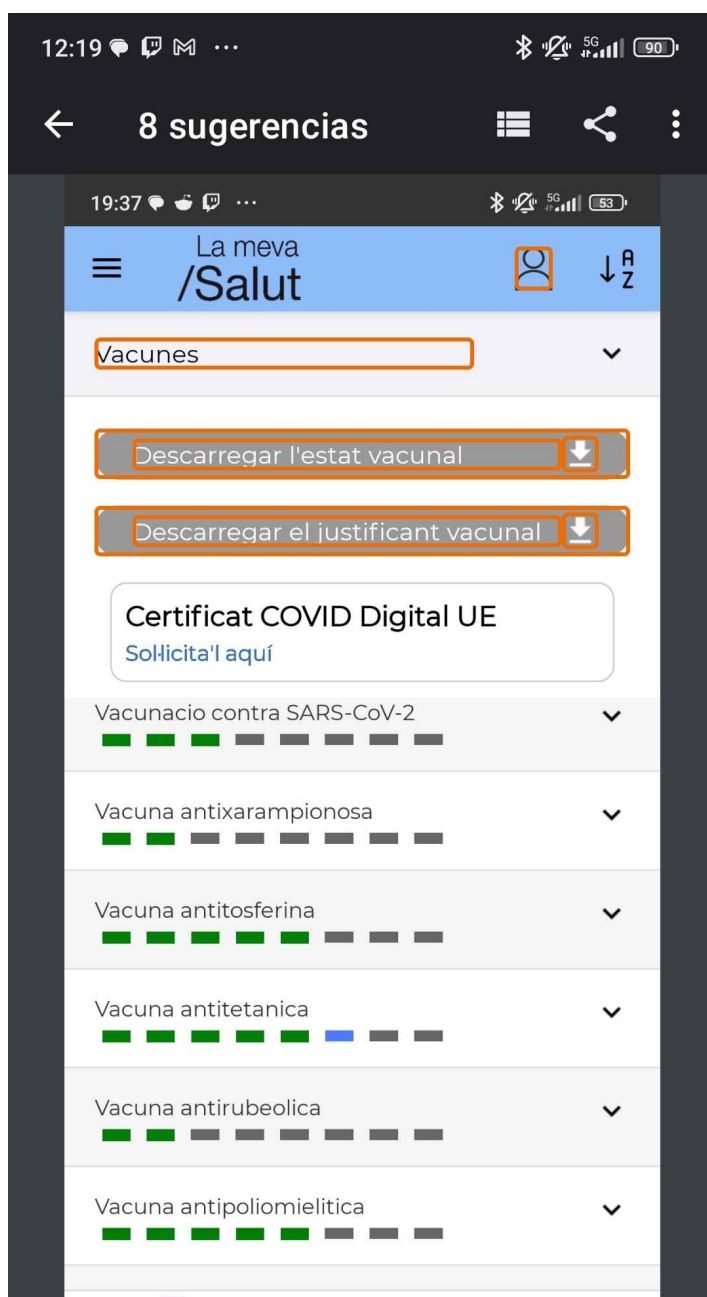 12:19
5G
90
8 sugerencias
19:37
5G
53
La meva
/Salut
A
Z
Vacunes
Descarregar l'estat vacunal
Descarregar el justificant vacunal
Certificat COVID Digital UE
Sol·licita'l aquí
Vacunacio contra SARS-CoV-2
Vacuna antixarampionosa
Vacuna antitosferina
Vacuna antitetanica
Vacuna antirubeolica
Vacuna antipoliomielitica